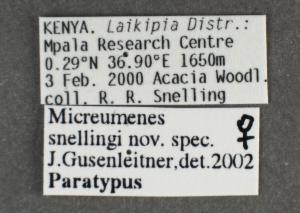 KENYA. Laikipia Distr.:
Mpala Research Centre
0.29°N 36.90°E 1650m
3 Feb. 2000 Acacia Woodl.
coll. R. R. Snelling
Micreumenes ♀
snellingi nov. spec.
J.Gusenleitner,det.2002
Paratypus